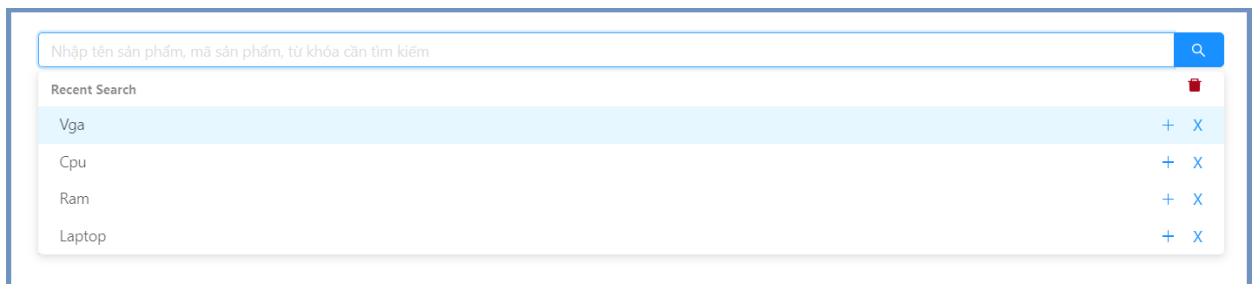 Nhập tên sản phẩm, mã sản phẩm, từ khóa cần tìm kiếm
Recent Search
Vga + X
Cpu + X
Ram + X
Laptop + X